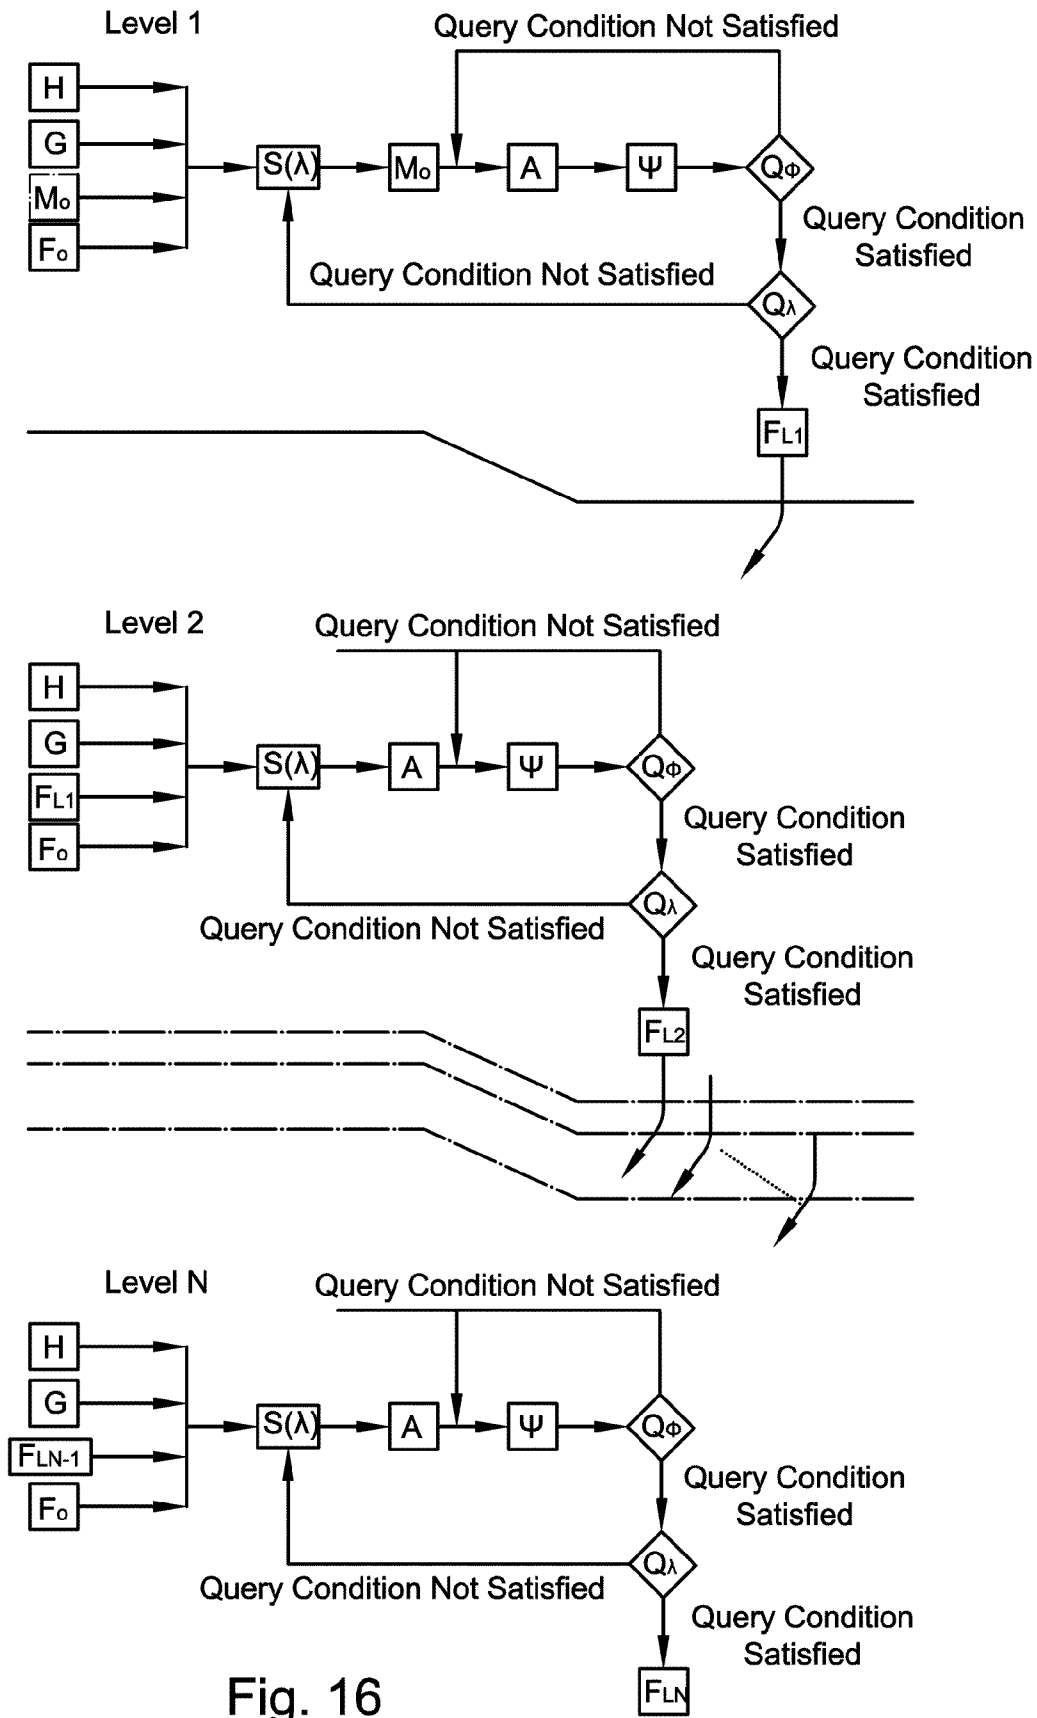 Level 1
Query Condition Not Satisfied
H
G
Mo
Fo
S(λ)
Mo
A
Ψ
QΦ
Query Condition
Satisfied
Query Condition Not Satisfied
Qλ
Query Condition
Satisfied
FL1
Level 2
Query Condition Not Satisfied
H
G
FL1
Fo
S(λ)
A
Ψ
QΦ
Query Condition
Satisfied
Qλ
Query Condition Not Satisfied
Query Condition
Satisfied
FL2
Level N
Query Condition Not Satisfied
H
G
FLN-1
Fo
S(λ)
A
Ψ
QΦ
Query Condition
Satisfied
Qλ
Query Condition Not Satisfied
Query Condition
Satisfied
FLN
Fig. 16